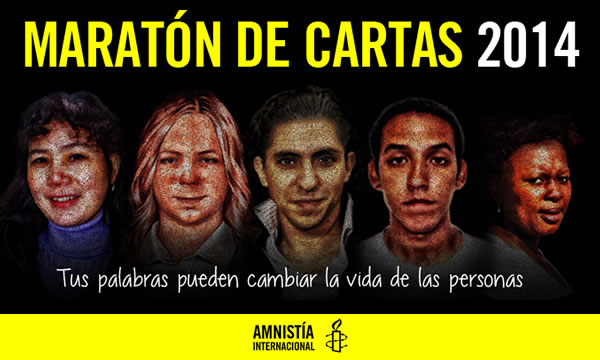 MARATÓN DE CARTAS 2014
Tus palabras pueden cambiar la vida de las personas
AMNISTÍA
INTERNACIONAL